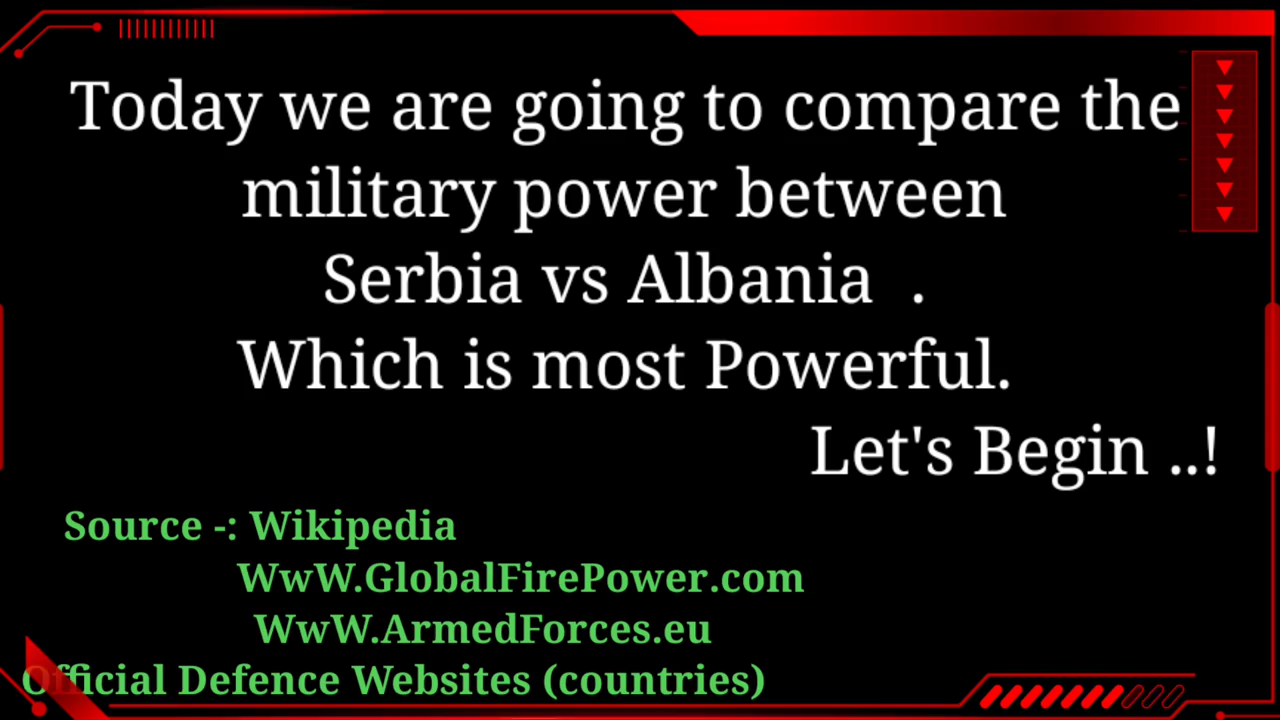 Today we are going to compare the
military power between
Serbia vs Albania .
Which is most Powerful.
Let's Begin ..!
Source -: Wikipedia
WwW.GlobalFirePower.com
WwW.ArmedForces.eu
Official Defence Websites (countries)